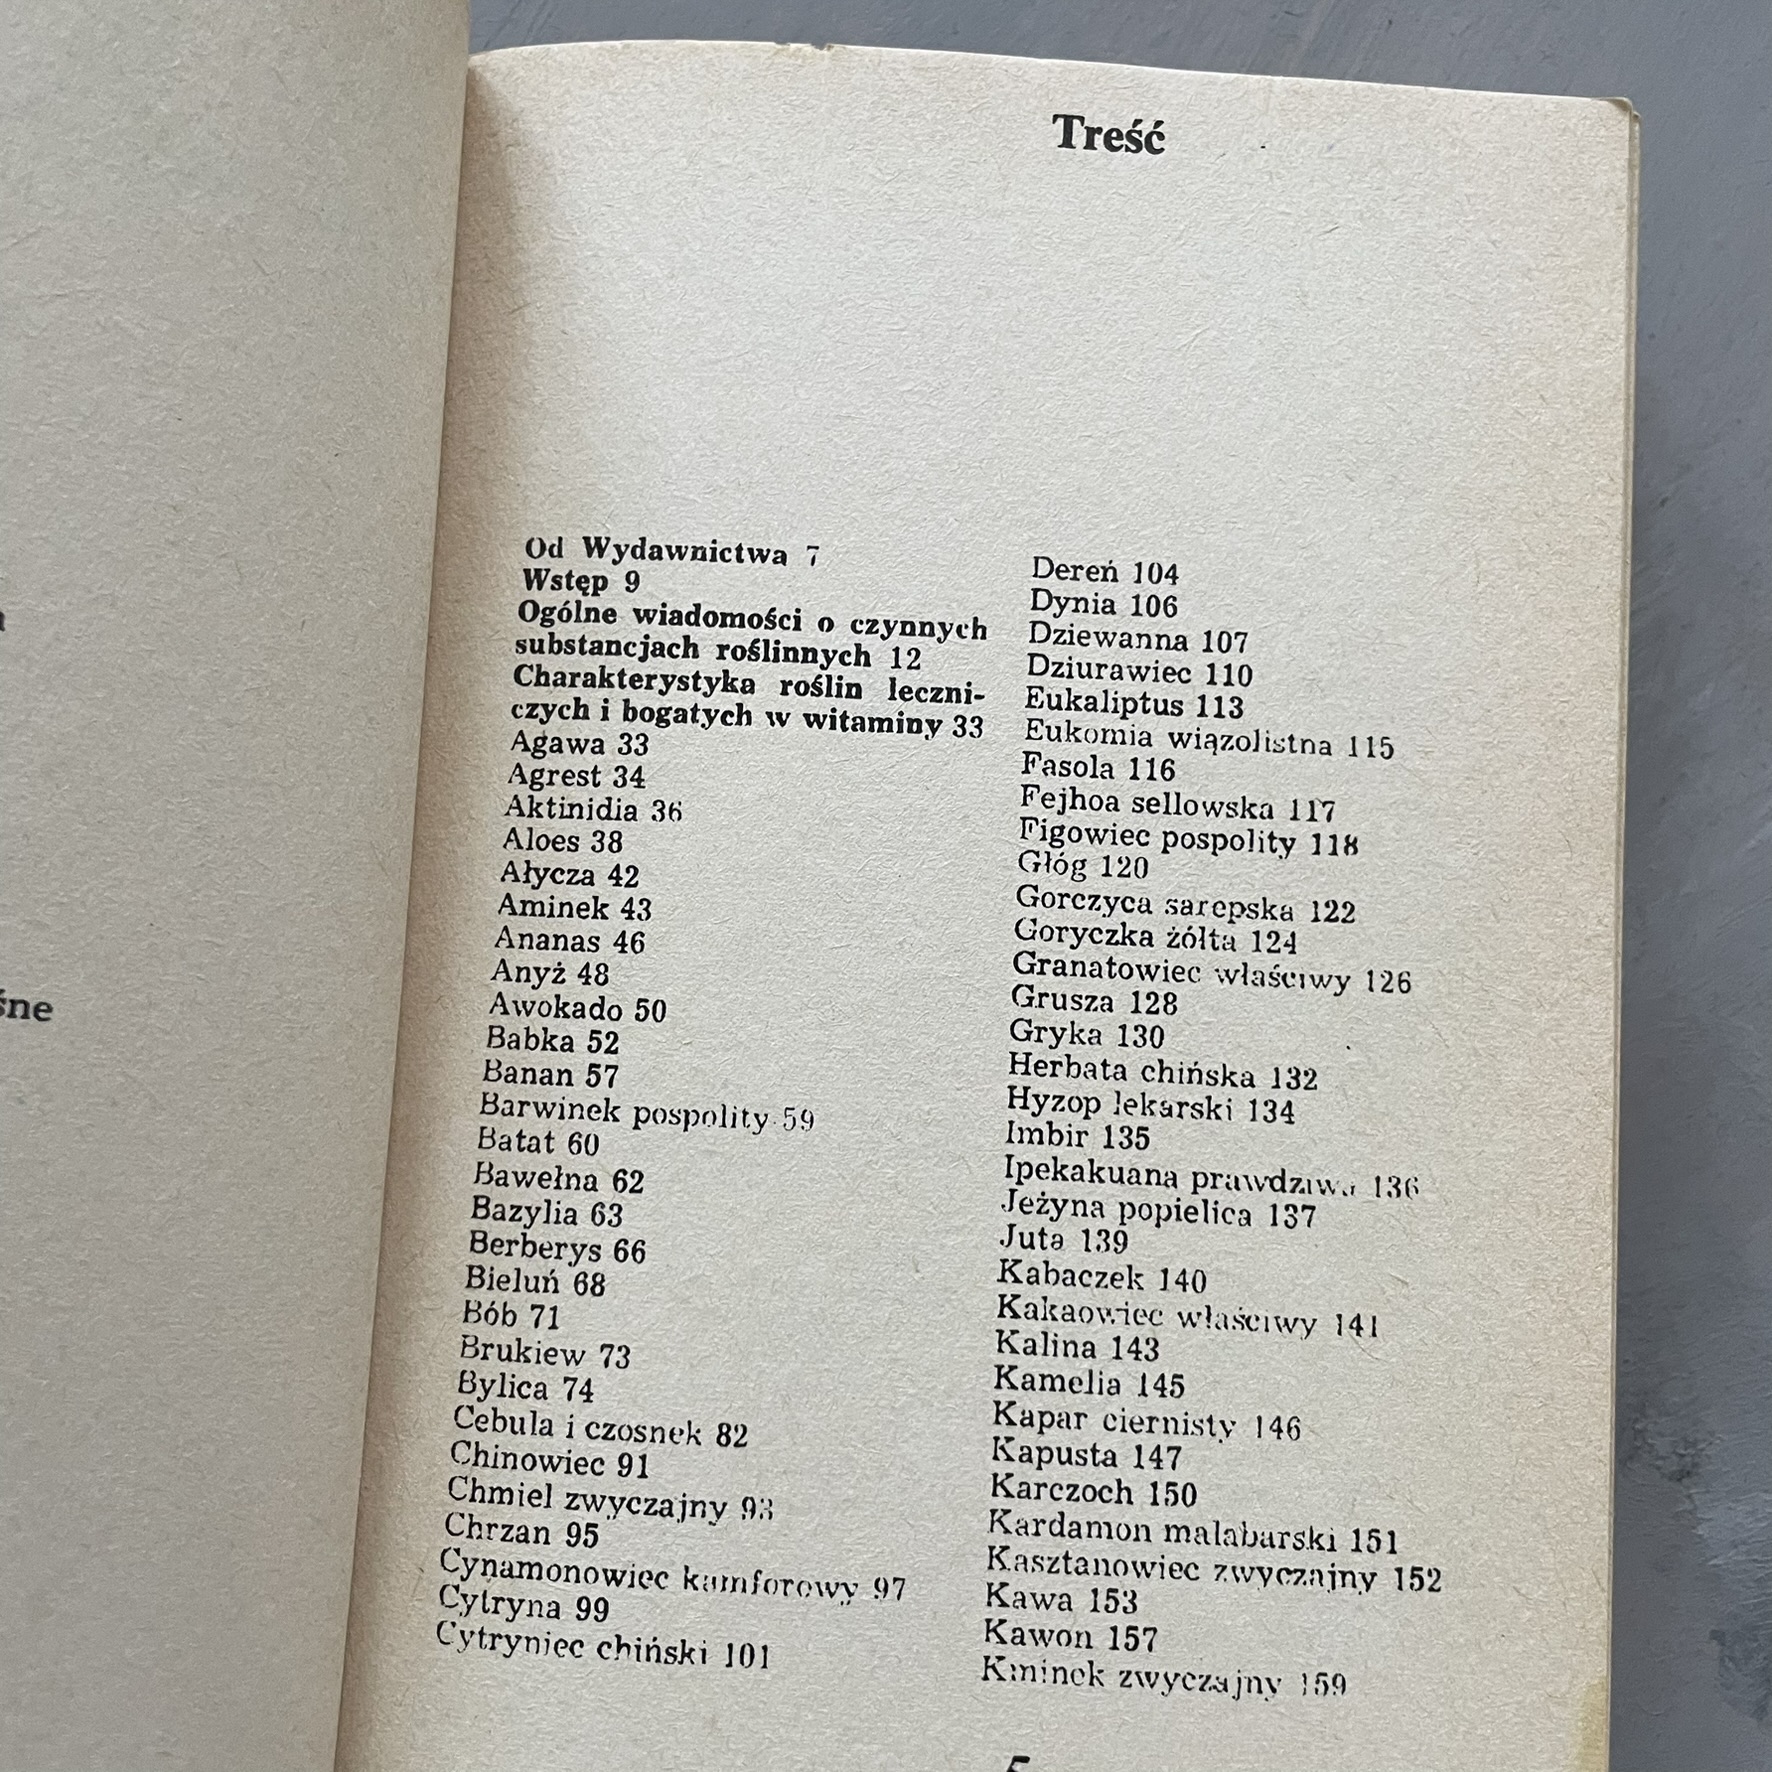 śne
Treść
Od Wydawnictwa 7
Wstęp 9
Ogólne wiadomości o czynnych
substancjach roślinnych 12
Charakterystyka roślin leczni-
czych i bogatych w witaminy 33
Agawa 33
Agrest 34
Aktinidia 36
Aloes 38
Ałycza 42
Aminek 43
Ananas 46
Anyż 48
Awokado 50
Babka 52
Banan 57
Barwinek pospolity 59
Batat 60
Bawełna 62
Bazylia 63
Berberys 66
Bieluń 68
Bób 71
Brukiew 73
Bylica 74
Cebula i czosnek 82
Chinowiec 91
Chmiel zwyczajny 93
Chrzan 95
Cynamonowiec kamforowy 97
Cytryna 99
Cytryniec chiński 101
Dereń 104
Dynia 106
Dziewanna 107
Dziurawiec 110
Eukaliptus 113
Eukomia wiązolistna 115
Fasola 116
Fejhoa sellowska 117
Figowiec pospolity 118
Głóg 120
Gorczyca sarepska 122
Goryczka żółta 124
Granatowiec właściwy 126
Grusza 128
Gryka 130
Herbata chińska 132
Hyzop lekarski 134
Imbir 135
Ipekakuana prawdziwa 136
Jeżyna popielica 137
Juta 139
Kabaczek 140
Kakaowiec właściwy 141
Kalina 143
Kamelia 145
Kapar ciernisty 146
Kapusta 147
Karczoch 150
Kardamon malabarski 151
Kasztanowiec zwyczajny 152
Kawa 153
Kawon 157
Kminek zwyczajny 159
5